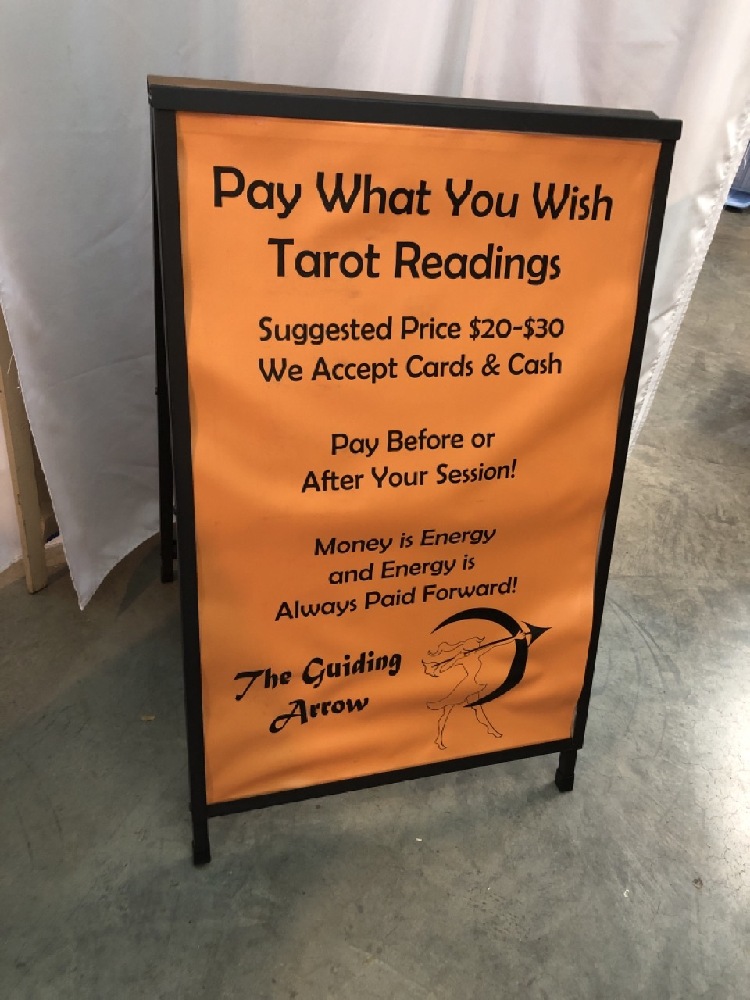 Pay What You Wish
Tarot Readings
Suggested Price $20-$30
We Accept Cards & Cash
Pay Before or
After Your Session!
Money is Energy
and Energy is
Always Paid Forward!
The Guiding
Arrow